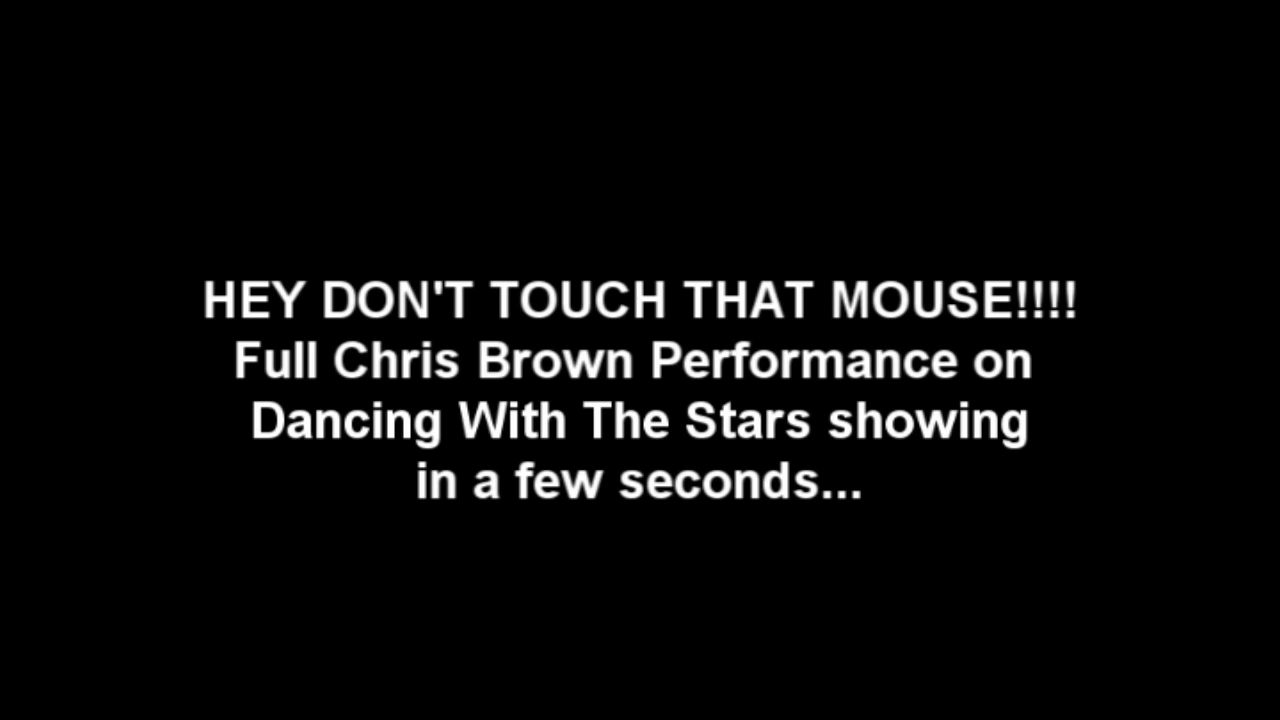 HEY DON'T TOUCH THAT MOUSE!!!!
Full Chris Brown Performance on
Dancing With The Stars showing
in a few seconds...